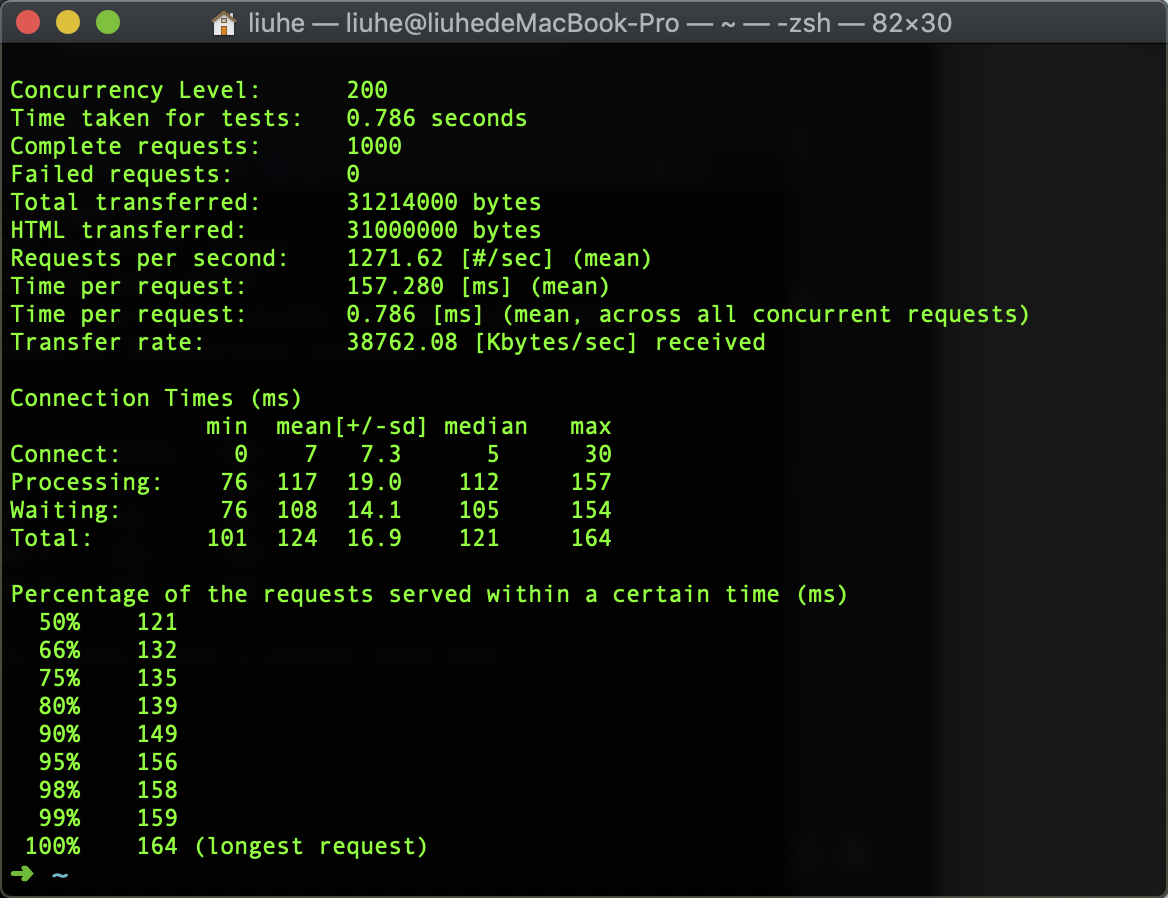 liuhe — liuhe@liuhedeMacBook-Pro — ~ — -zsh — 82×30
Concurrency Level:      200
Time taken for tests:   0.786 seconds
Complete requests:      1000
Failed requests:        0
Total transferred:      31214000 bytes
HTML transferred:       31000000 bytes
Requests per second:    1271.62 [#/sec] (mean)
Time per request:       157.280 [ms] (mean)
Time per request:       0.786 [ms] (mean, across all concurrent requests)
Transfer rate:          38762.08 [Kbytes/sec] received
Connection Times (ms)
              min  mean[+/-sd] median   max
Connect:        0    7   7.3      5      30
Processing:    76  117  19.0    112     157
Waiting:       76  108  14.1    105     154
Total:        101  124  16.9    121     164
Percentage of the requests served within a certain time (ms)
  50%    121
  66%    132
  75%    135
  80%    139
  90%    149
  95%    156
  98%    158
  99%    159
 100%    164 (longest request)
➜  ~